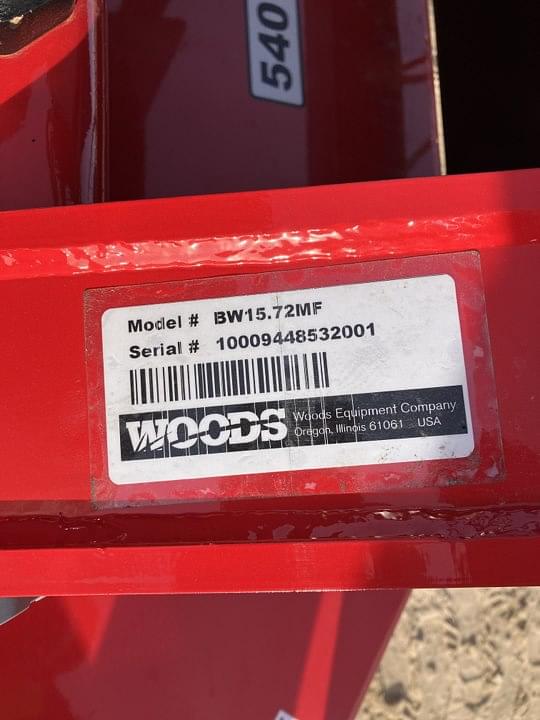 540
Model # BW15.72MF
Serial # 10009448532001
WOODS
Woods Equipment Company
Oregon, Illinois 61061 USA